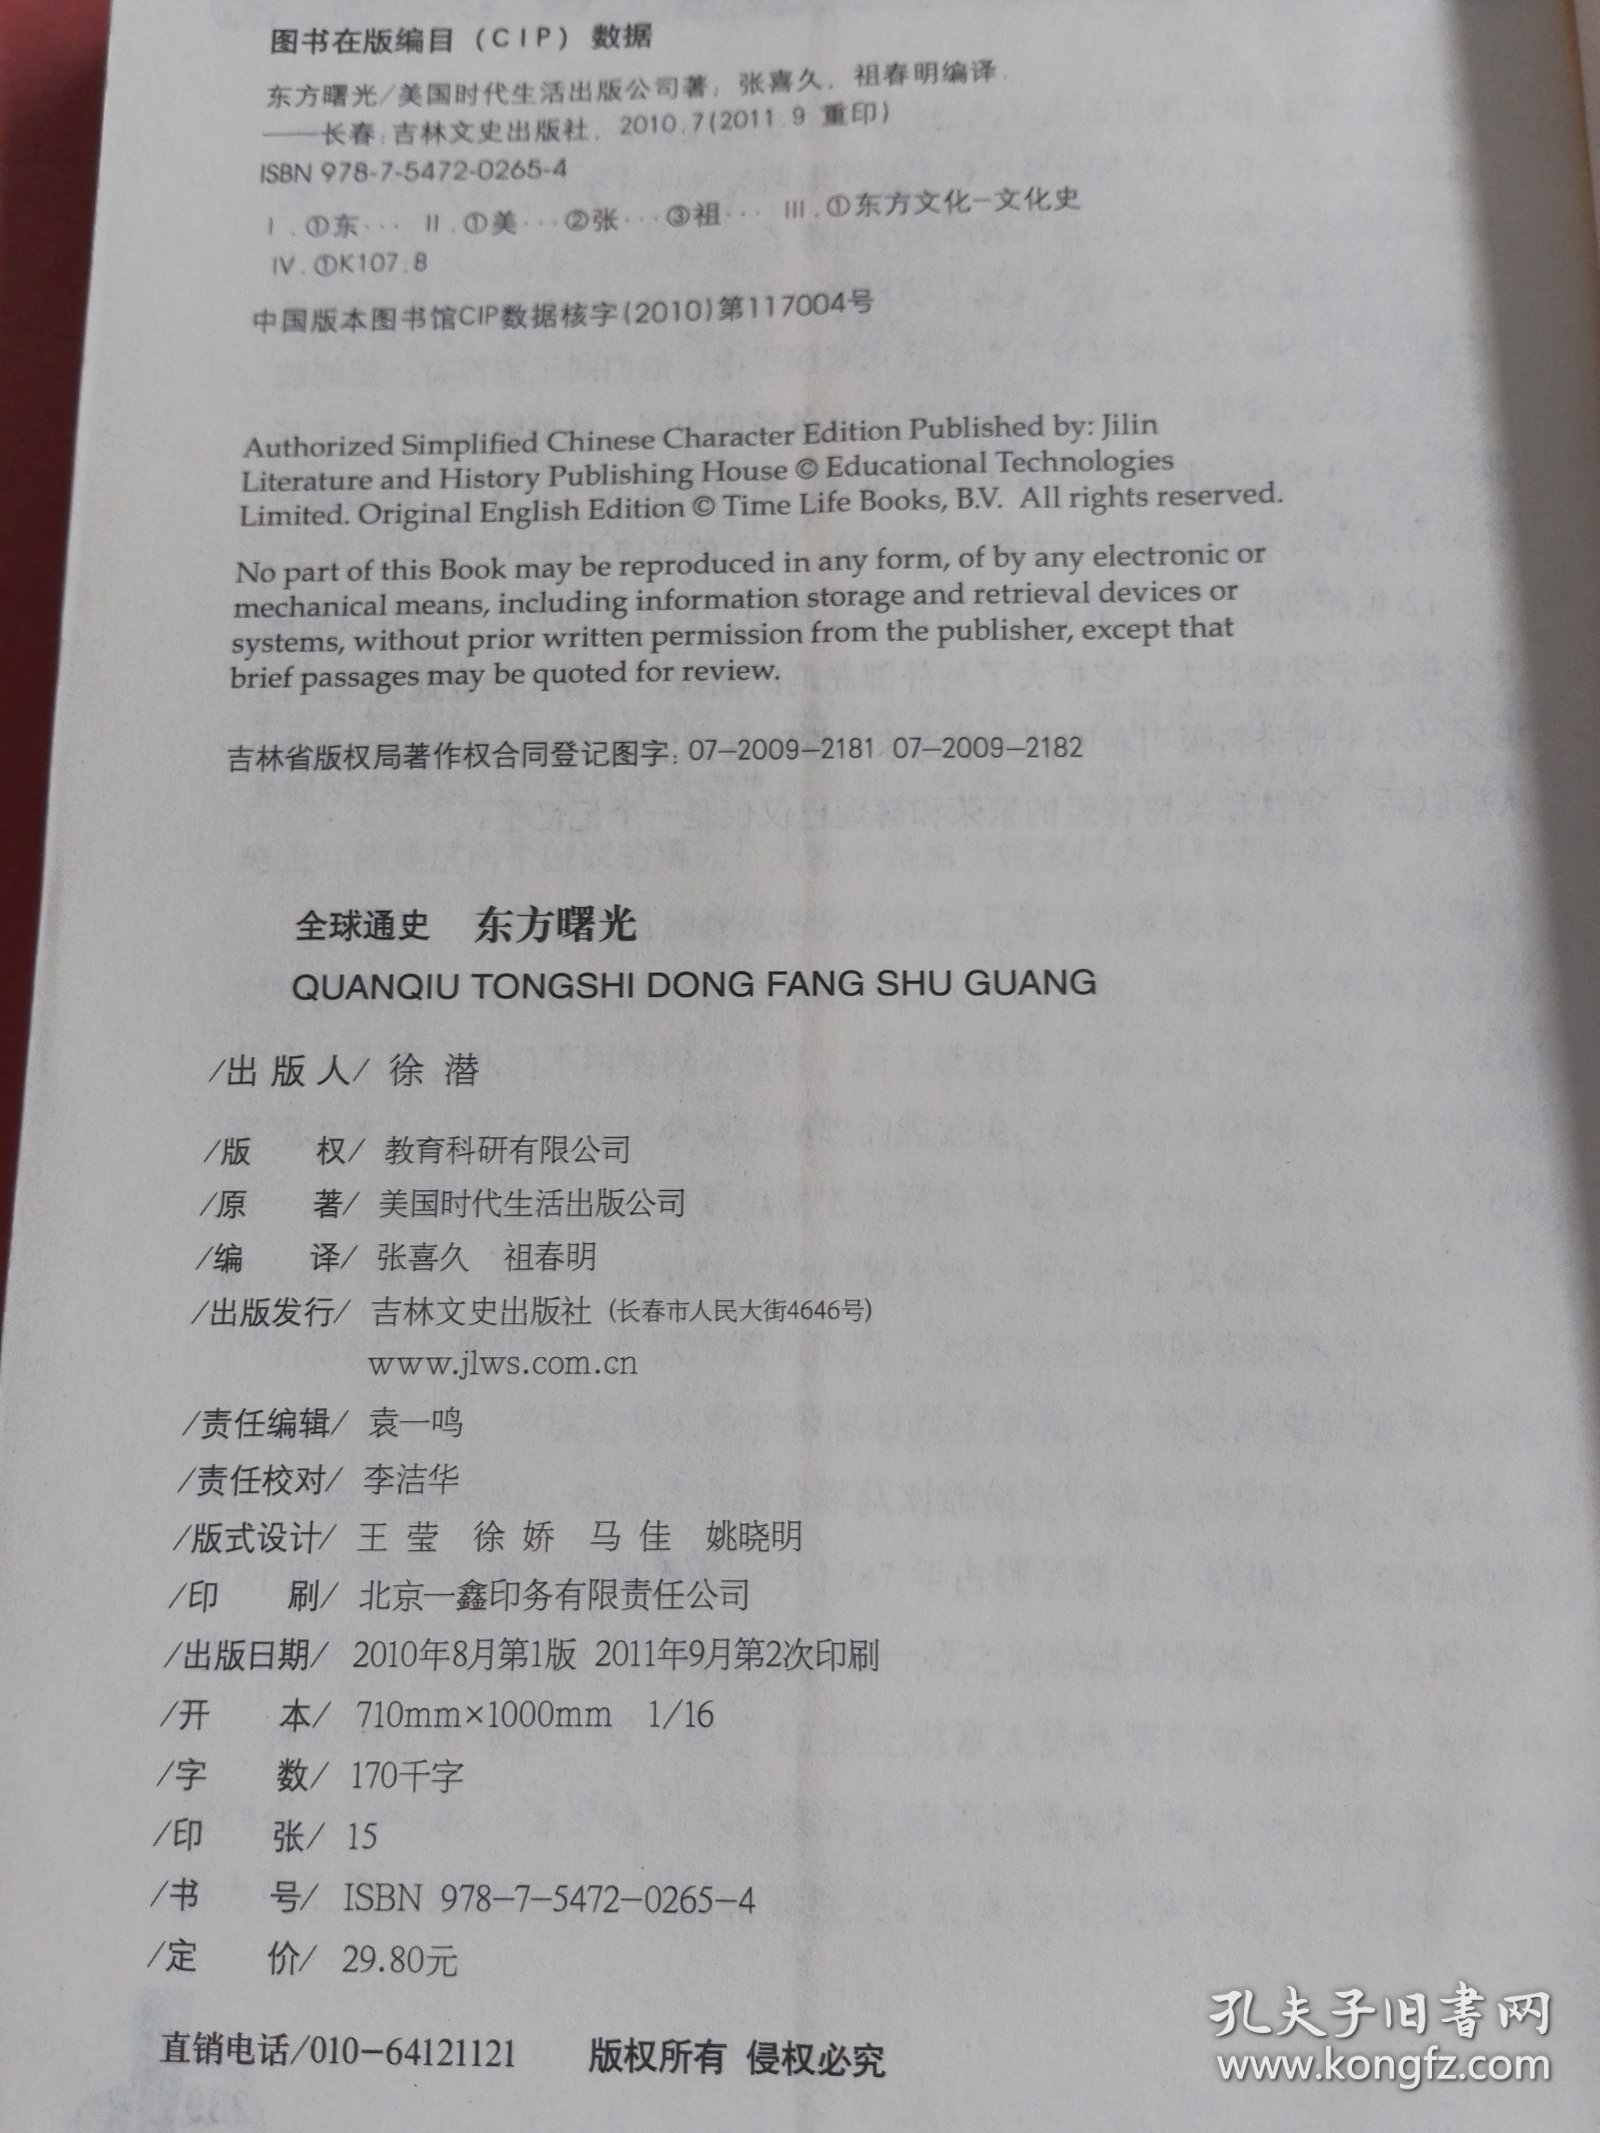 图书在版编目（CIP）数据
东方曙光/美国时代生活出版公司著；张喜久，祖春明编译.
——长春：吉林文史出版社，2010.7(2011.9 重印)
ISBN 978-7-5472-0265-4
Ⅰ.①东… Ⅱ.①美…②张…③祖… Ⅲ.①东方文化－文化史
Ⅳ.①K107.8
中国版本图书馆CIP数据核字(2010)第117004号
Authorized Simplified Chinese Character Edition Published by: Jilin
Literature and History Publishing House © Educational Technologies
Limited. Original English Edition © Time Life Books, B.V. All rights reserved.
No part of this Book may be reproduced in any form, of by any electronic or
mechanical means, including information storage and retrieval devices or
systems, without prior written permission from the publisher, except that
brief passages may be quoted for review.
吉林省版权局著作权合同登记图字：07-2009-2181 07-2009-2182
全球通史 东方曙光
QUANQIU TONGSHI DONG FANG SHU GUANG
/出 版 人/ 徐 潜
/版 权/ 教育科研有限公司
/原 著/ 美国时代生活出版公司
/编 译/ 张喜久 祖春明
/出版发行/ 吉林文史出版社（长春市人民大街4646号）
www.jlws.com.cn
/责任编辑/ 袁一鸣
/责任校对/ 李洁华
/版式设计/ 王 莹 徐 娇 马 佳 姚晓明
/印 刷/ 北京一鑫印务有限责任公司
/出版日期/ 2010年8月第1版 2011年9月第2次印刷
/开 本/ 710mm×1000mm 1/16
/字 数/ 170千字
/印 张/ 15
/书 号/ ISBN 978-7-5472-0265-4
/定 价/ 29.80元
直销电话/010-64121121 版权所有 侵权必究
孔夫子旧书网
www.kongfz.com